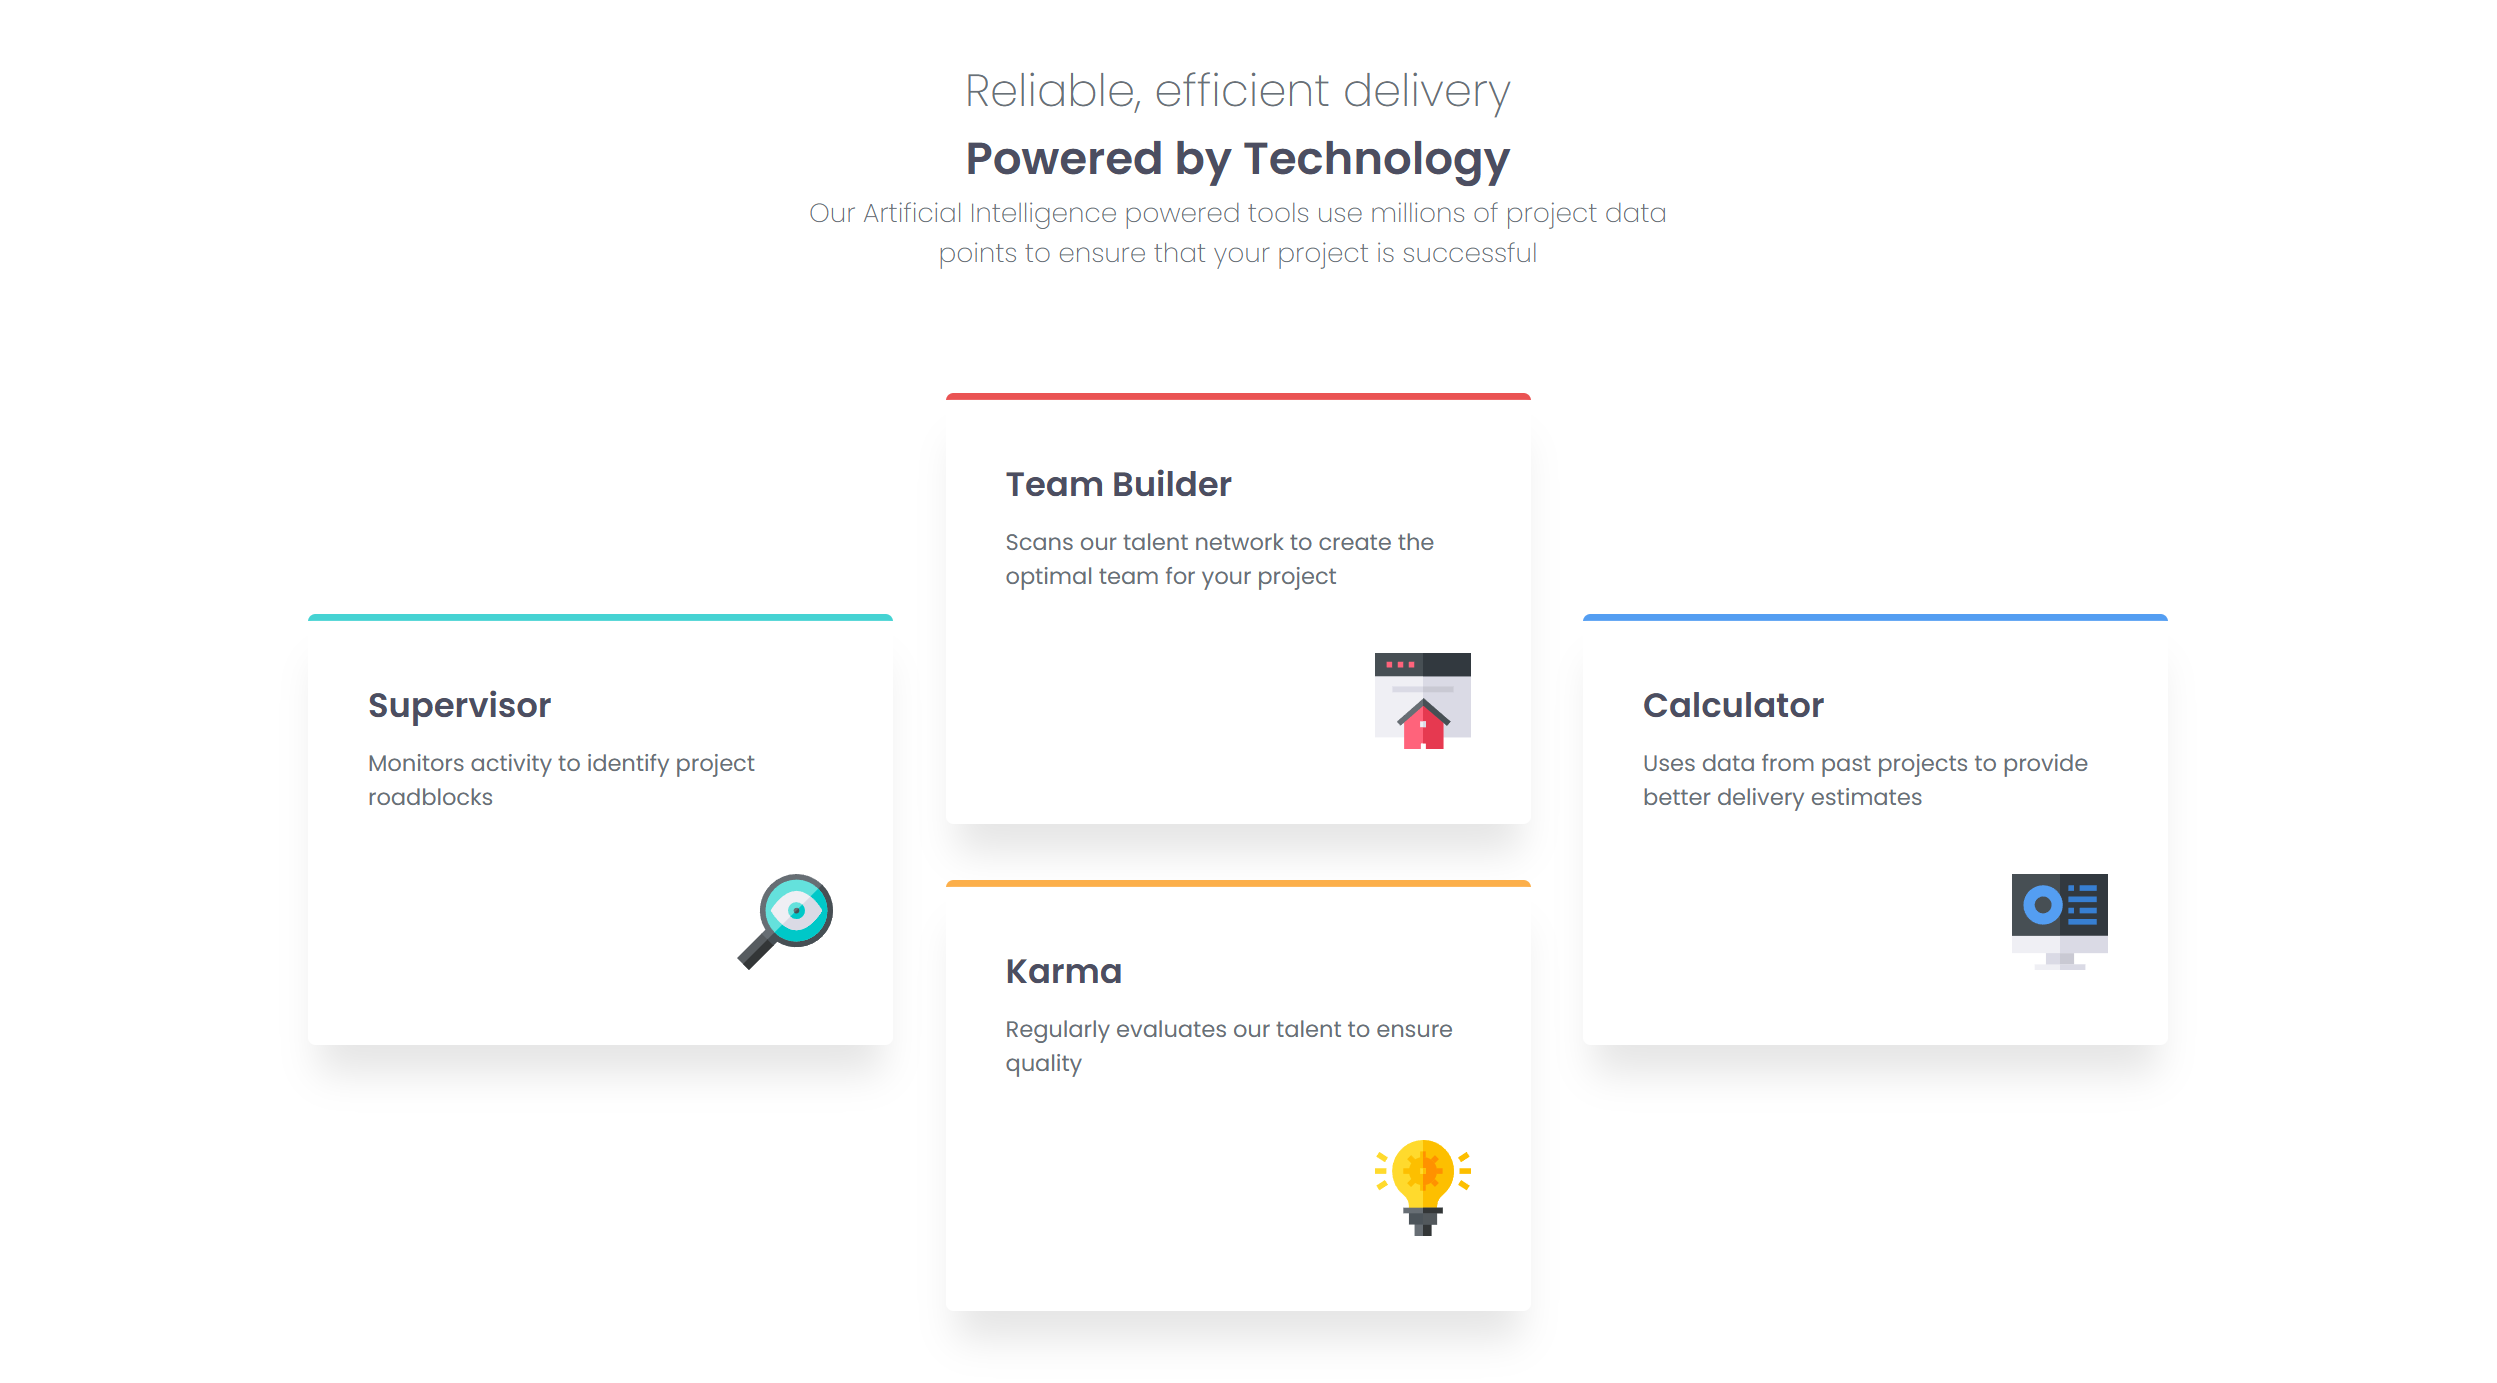 Reliable, efficient delivery
Powered by Technology
Our Artificial Intelligence powered tools use millions of project data
points to ensure that your project is successful
Supervisor
Monitors activity to identify project
roadblocks
Team Builder
Scans our talent network to create the
optimal team for your project
Karma
Regularly evaluates our talent to ensure
quality
Calculator
Uses data from past projects to provide
better delivery estimates